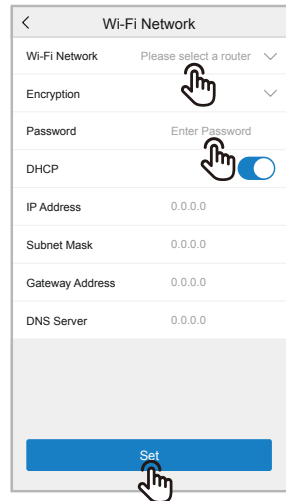 Wi-Fi Network
Wi-Fi Network Please select a router
Encryption
Password Enter Password
DHCP
IP Address 0.0.0.0
Subnet Mask 0.0.0.0
Gateway Address 0.0.0.0
DNS Server 0.0.0.0
Set